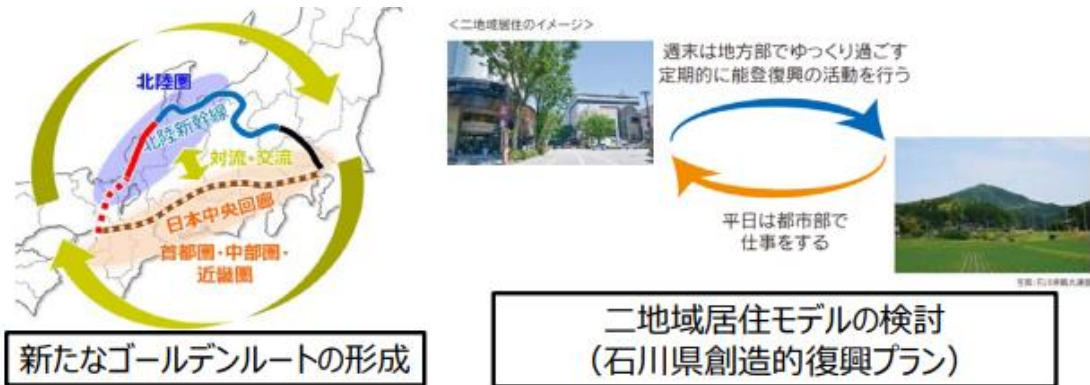 北陸圏
北陸新幹線
対流・交流
日本中央回廊
首都圏・中部圏・
近畿圏
新たなゴールデンルートの形成
＜二地域居住のイメージ＞
週末は地方部でゆっくり過ごす
定期的に能登復興の活動を行う
平日は都市部で
仕事をする
二地域居住モデルの検討
（石川県創造的復興プラン）